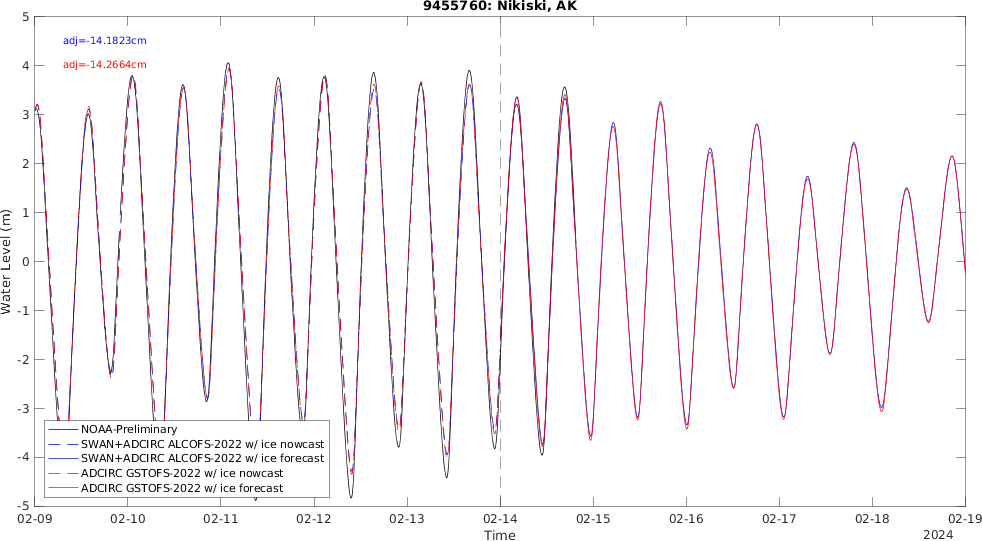 9455760: Nikiski, AK
adj=-14.1823cm
adj=-14.2664cm
Water Level (m)
5
4
3
2
1
0
-1
-2
-3
-4
-5
NOAA-Preliminary
SWAN+ADCIRC ALCOFS-2022 w/ ice nowcast
SWAN+ADCIRC ALCOFS-2022 w/ ice forecast
ADCIRC GSTOFS-2022 w/ ice nowcast
ADCIRC GSTOFS-2022 w/ ice forecast
02-09 02-10 02-11 02-12 02-13 02-14 02-15 02-16 02-17 02-18 02-19
Time
2024